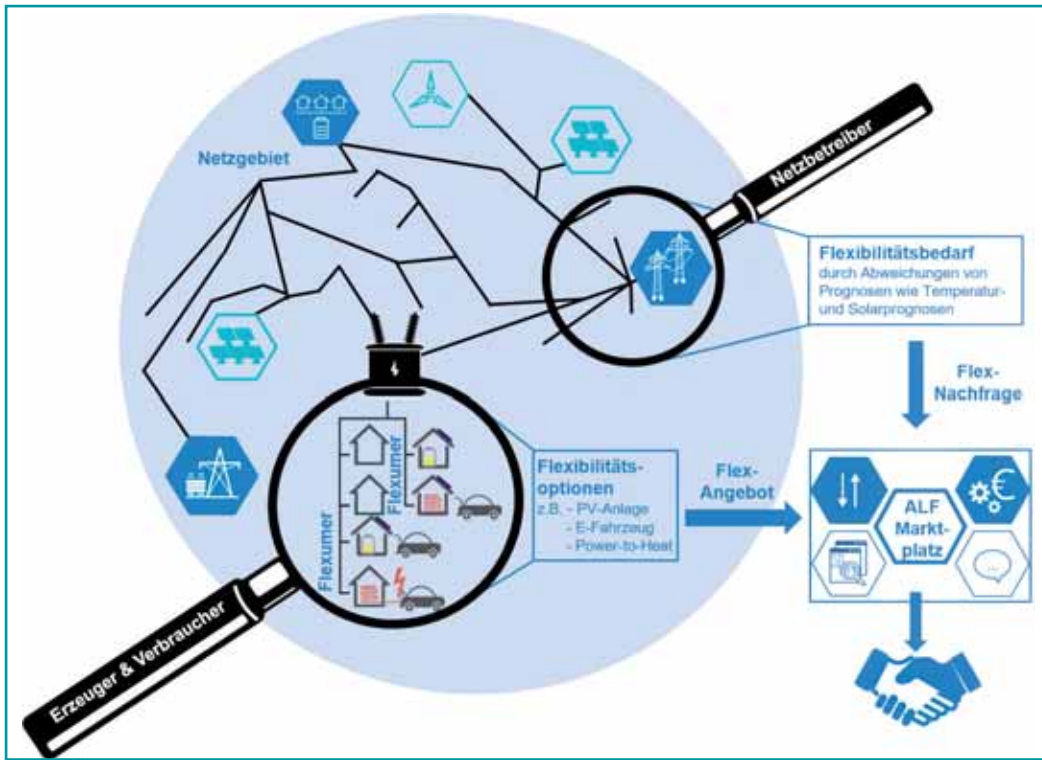 Netzgebiet
Netzbetreiber
Flexibilitätsbedarf
durch Abweichungen von
Prognosen wie Temperatur-
und Solarprognosen
Flex-
Nachfrage
Flexumer
Flexumer
Flexibilitäts-
optionen
z.B. - PV-Anlage
- E-Fahrzeug
- Power-to-Heat
Flex-
Angebot
ALF
Markt-
platz
€
...
Erzeuger & Verbraucher